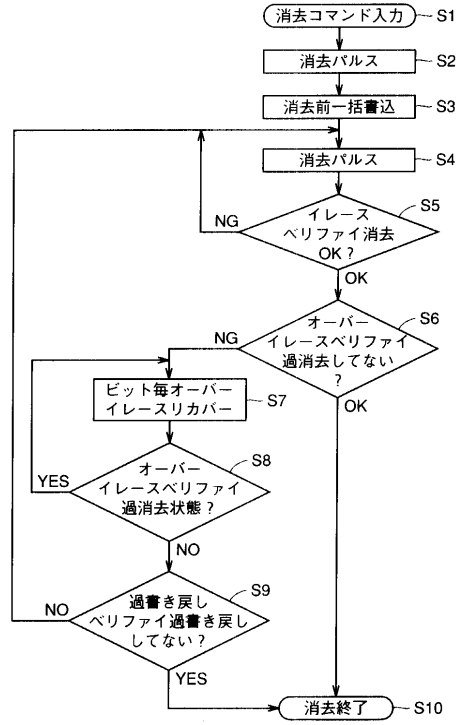 消去コマンド入力 S1
消去パルス S2
消去前一括書込 S3
消去パルス S4
S5
イレース
ベリファイ消去
OK?
NG
OK
S6
オーバー
イレースベリファイ
過消去してない
?
NG
OK
ビット毎オーバー
イレースリカバー
S7
S8
オーバー
イレースベリファイ
過消去状態?
YES
NO
S9
過書き戻し
ベリファイ過書き戻し
してない?
NO
YES
消去終了 S10